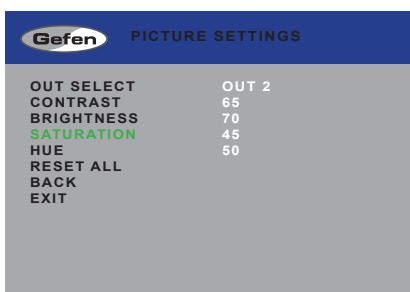 Gefen PICTURE SETTINGS
OUT SELECT OUT 2
CONTRAST 65
BRIGHTNESS 70
SATURATION 45
HUE 50
RESET ALL
BACK
EXIT